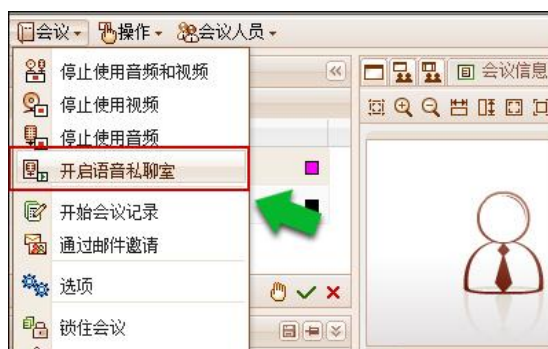 会议 操作 会议人员
停止使用音频和视频
会议信息
停止使用视频
停止使用音频
开启语音私聊室
开始会议记录
通过邮件邀请
选项
锁住会议